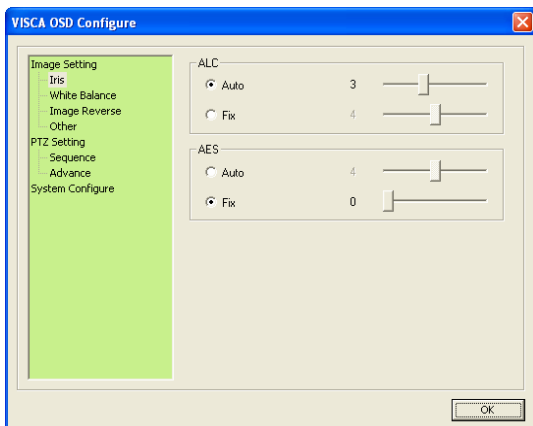 VISCA OSD Configure
Image Setting
Iris
White Balance
Image Reverse
Other
PTZ Setting
Sequence
Advance
System Configure
ALC
Auto 3
Fix 4
AES
Auto 4
Fix 0
OK